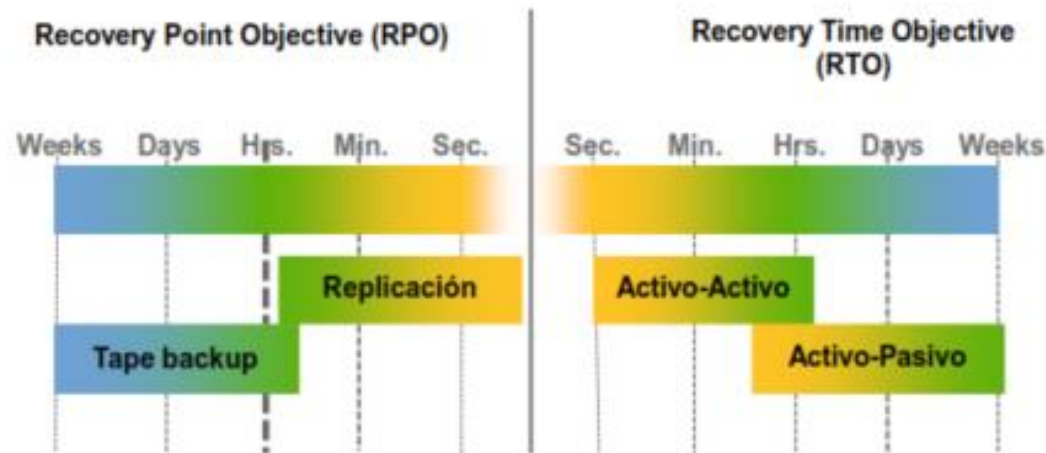 Recovery Point Objective (RPO)
Recovery Time Objective
(RTO)
Weeks Days Hrs. Min. Sec.
Sec. Min. Hrs. Days Weeks
Replicación
Activo-Activo
Tape backup
Activo-Pasivo